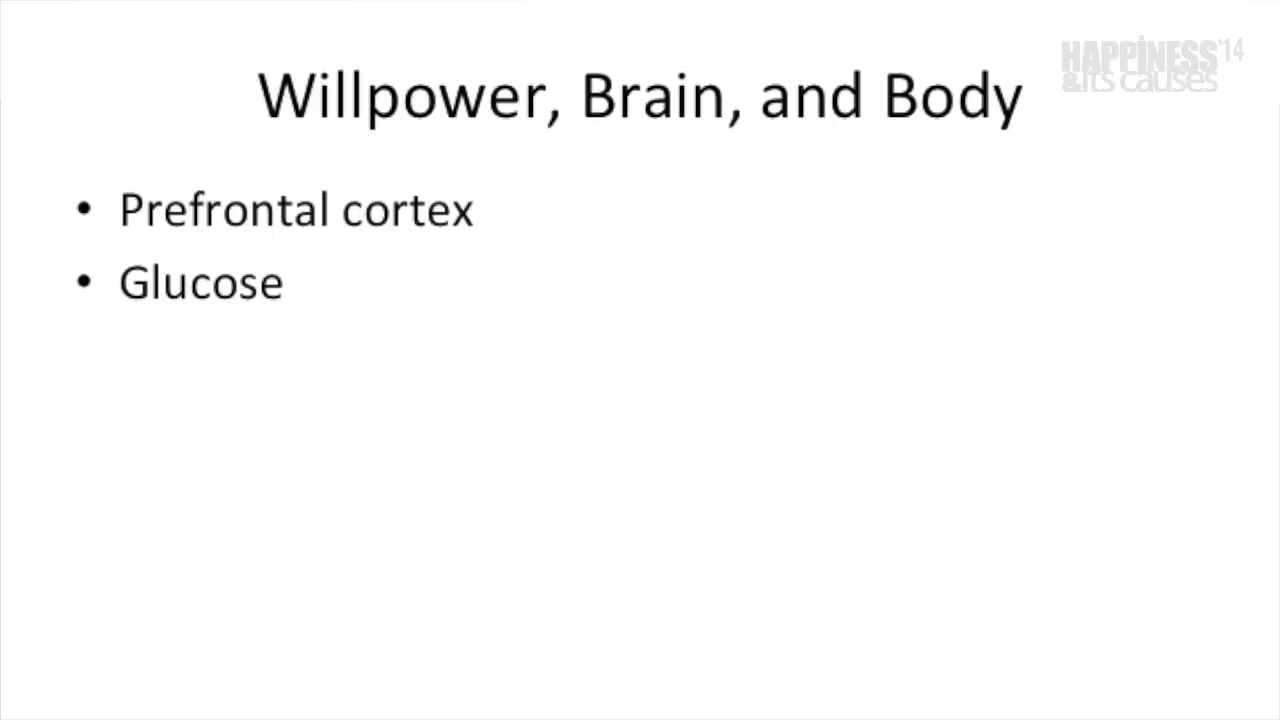 HAPPINESS '14
& its causes
Willpower, Brain, and Body
• Prefrontal cortex
• Glucose